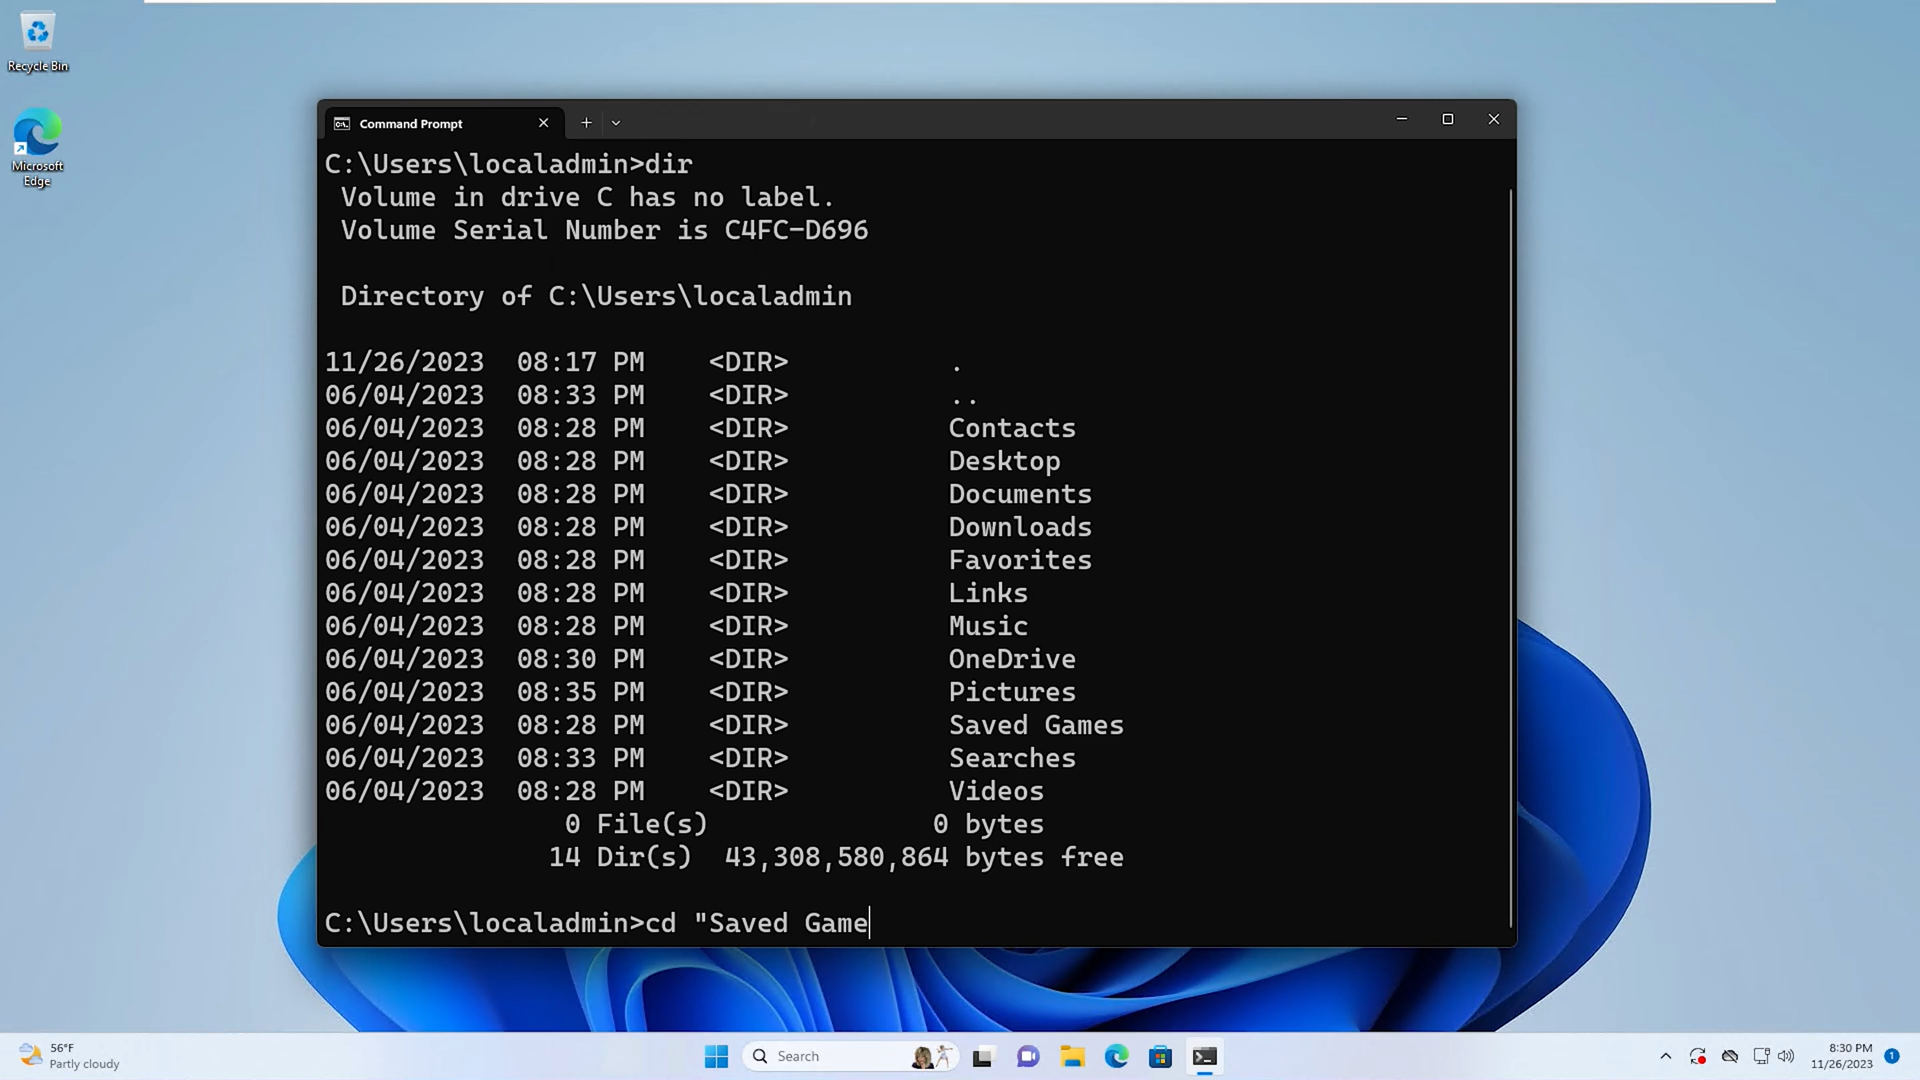 Recycle Bin
Microsoft
Edge
Command Prompt
C:\Users\localadmin>dir
Volume in drive C has no label.
Volume Serial Number is C4FC-D696
Directory of C:\Users\localadmin
11/26/2023 08:17 PM <DIR> .
06/04/2023 08:33 PM <DIR> ..
06/04/2023 08:28 PM <DIR> Contacts
06/04/2023 08:28 PM <DIR> Desktop
06/04/2023 08:28 PM <DIR> Documents
06/04/2023 08:28 PM <DIR> Downloads
06/04/2023 08:28 PM <DIR> Favorites
06/04/2023 08:28 PM <DIR> Links
06/04/2023 08:28 PM <DIR> Music
06/04/2023 08:30 PM <DIR> OneDrive
06/04/2023 08:35 PM <DIR> Pictures
06/04/2023 08:28 PM <DIR> Saved Games
06/04/2023 08:33 PM <DIR> Searches
06/04/2023 08:28 PM <DIR> Videos
0 File(s) 0 bytes
14 Dir(s) 43,308,580,864 bytes free
C:\Users\localadmin>cd "Saved Game
56°F
Partly cloudy
Search
8:30 PM
11/26/2023
1